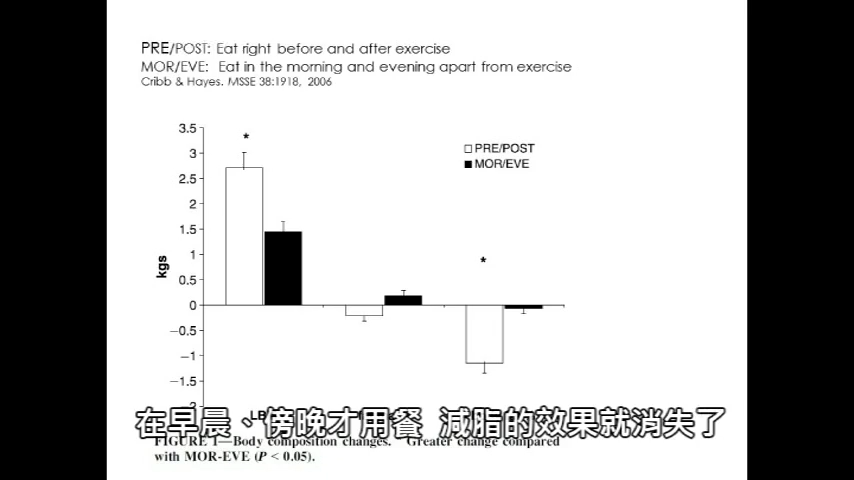 PRE/POST: Eat right before and after exercise
MOR/EVE: Eat in the morning and evening apart from exercise
Cribb & Hayes. MSSE 38:1918, 2006
3.5
3
2.5
2
1.5
1
0.5
0
−0.5
−1
−1.5
kgs
*
*
PRE/POST
MOR/EVE
在早晨、傍晚才用餐 減脂的效果就消失了
FIGURE 1—Body composition changes. Greater change compared
with MOR-EVE (P < 0.05).